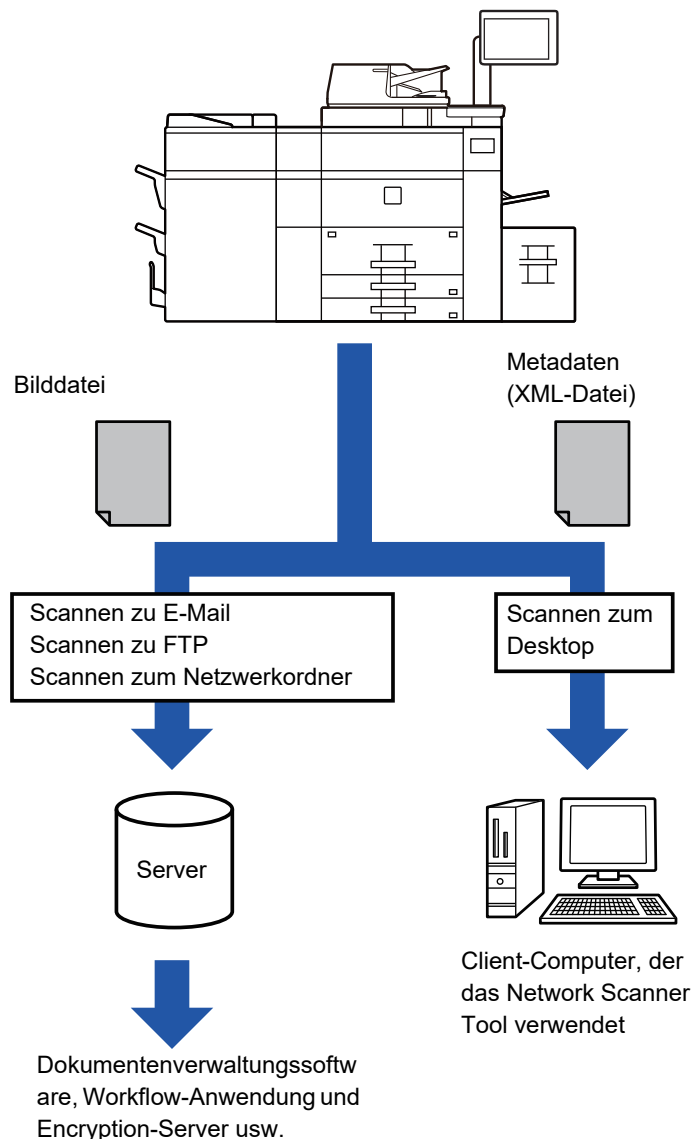 Bilddatei
Metadaten
(XML-Datei)
Scannen zu E-Mail
Scannen zu FTP
Scannen zum Netzwerkordner
Scannen zum
Desktop
Server
Client-Computer, der
das Network Scanner
Tool verwendet
Dokumentenverwaltungssoftw
are, Workflow-Anwendung und
Encryption-Server usw.